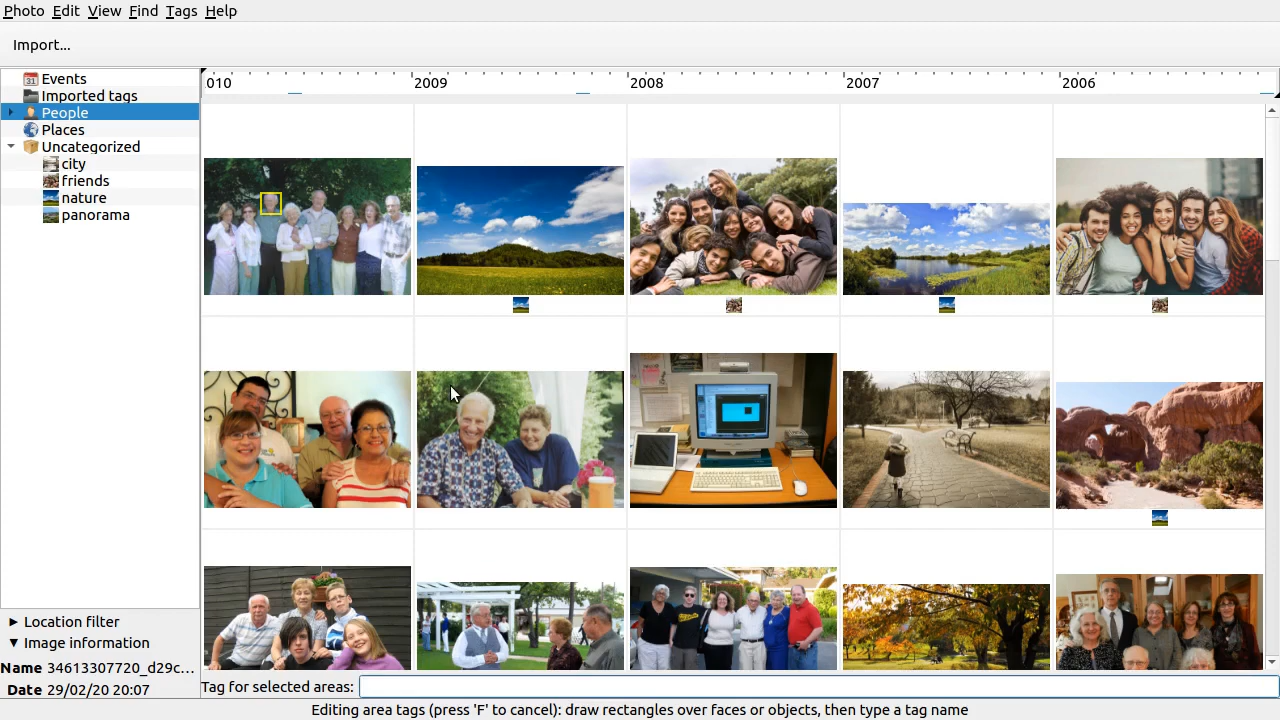 Photo Edit View Find Tags Help
Import...
Events
Imported tags
People
Places
Uncategorized
city
friends
nature
panorama
010 2009 2008 2007 2006
Location filter
Image information
Name 34613307720_d29c...
Date 29/02/20 20:07
Tag for selected areas:
Editing area tags (press 'F' to cancel): draw rectangles over faces or objects, then type a tag name